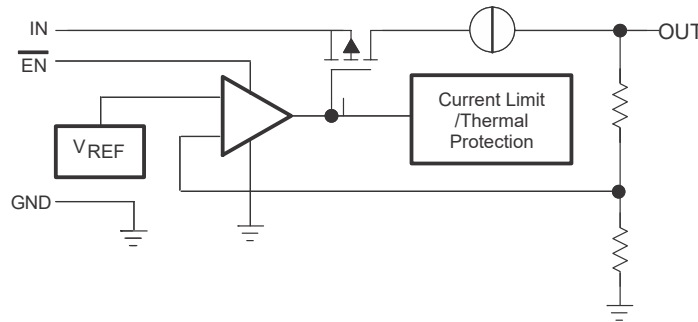 IN
OUT
EN
Current Limit
/Thermal
Protection
VREF
GND